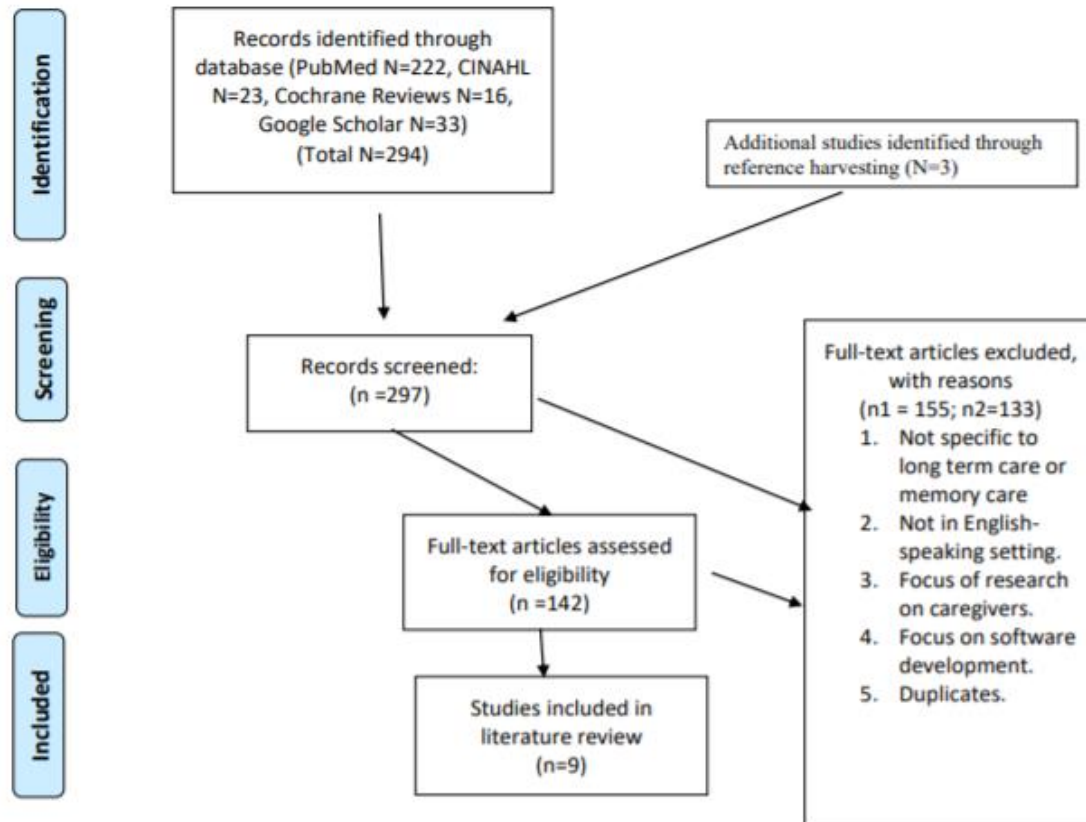 Identification
Records identified through
database (PubMed N=222, CINAHL
N=23, Cochrane Reviews N=16,
Google Scholar N=33)
(Total N=294)
Additional studies identified through
reference harvesting (N=3)
Screening
Records screened:
(n =297)
Full-text articles excluded,
with reasons
(n1 = 155; n2=133)
1. Not specific to
long term care or
memory care
2. Not in English-
speaking setting.
3. Focus of research
on caregivers.
4. Focus on software
development.
5. Duplicates.
Eligibility
Full-text articles assessed
for eligibility
(n =142)
Included
Studies included in
literature review
(n=9)